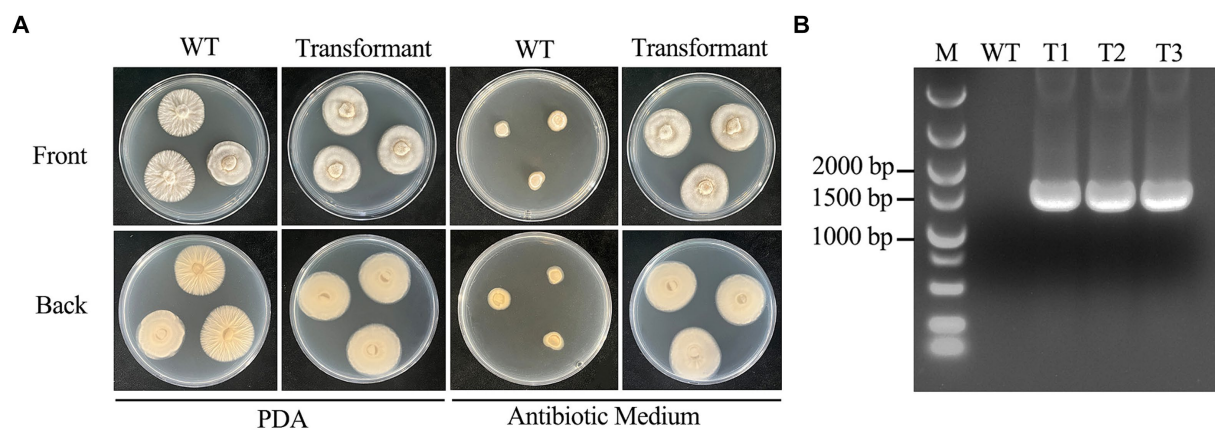 A
B
WT Transformant WT Transformant
M WT T1 T2 T3
Front
2000 bp
1500 bp
1000 bp
Back
PDA Antibiotic Medium